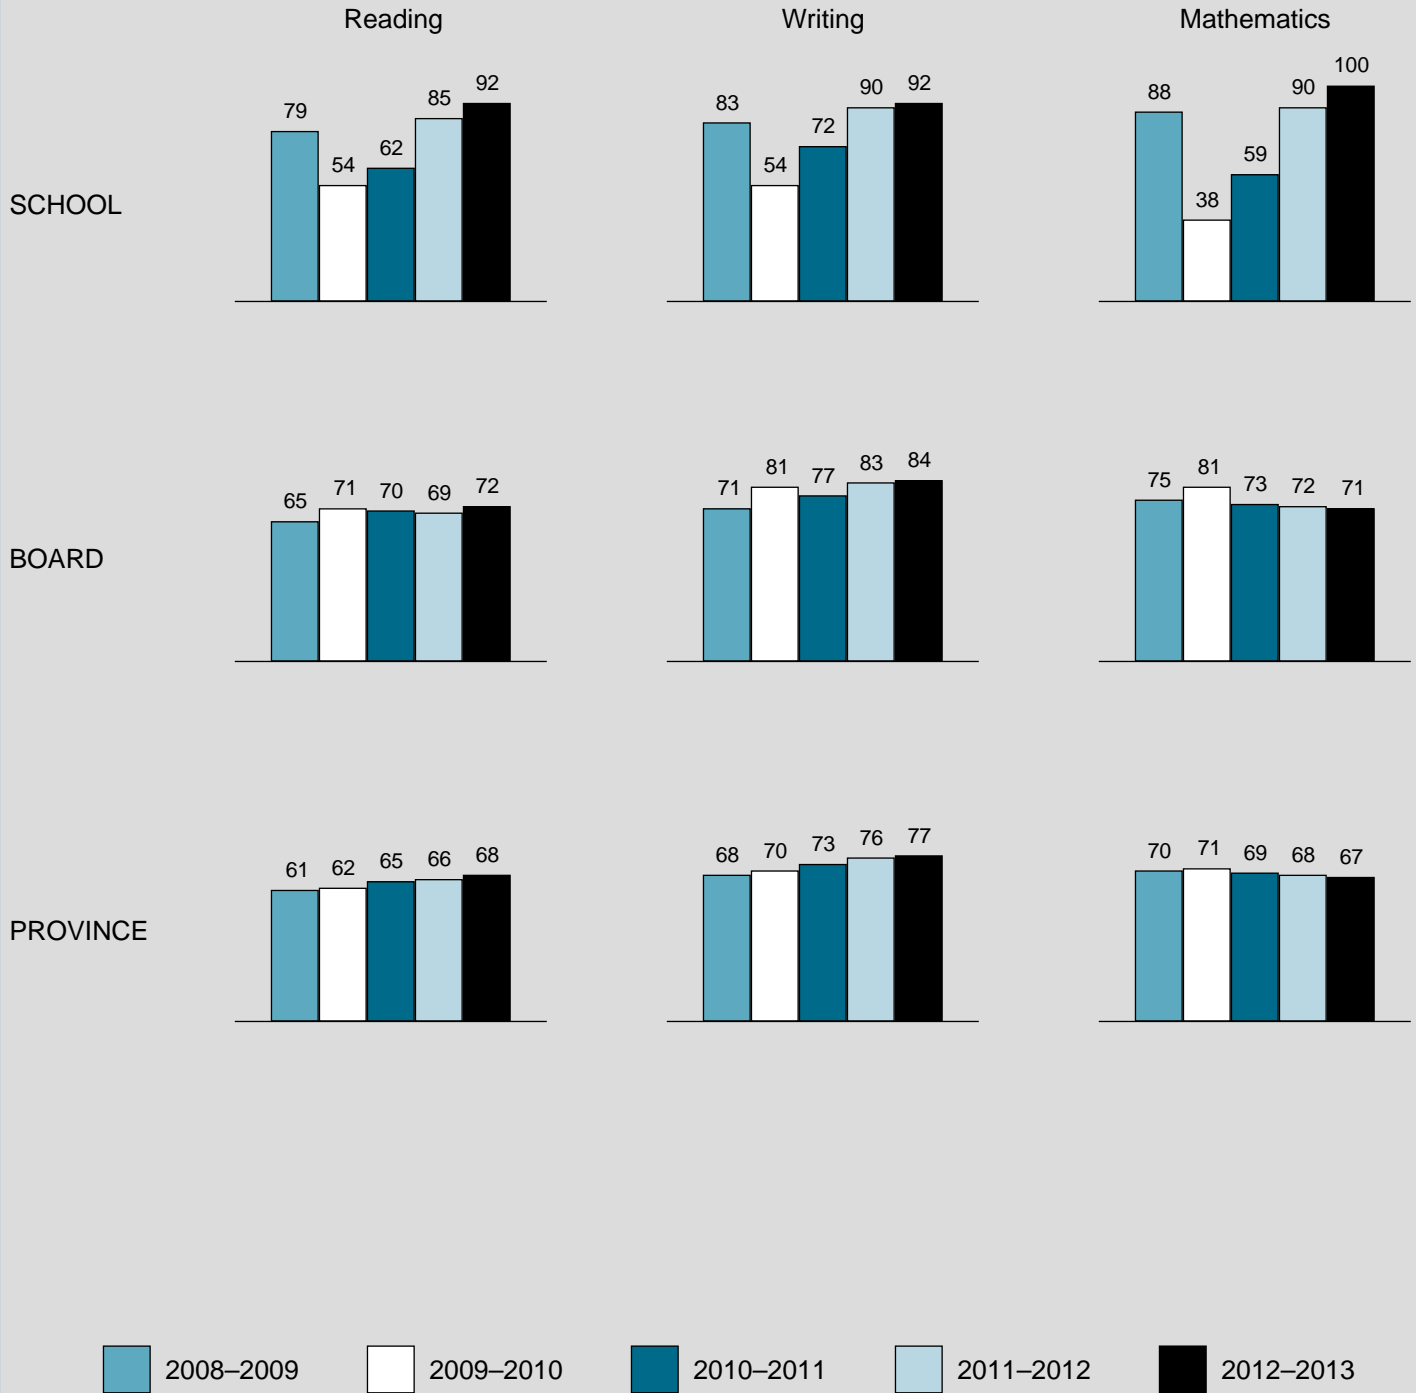 Reading Writing Mathematics
SCHOOL
79 54 62 85 92
83 54 72 90 92
88 38 59 90 100
BOARD
65 71 70 69 72
71 81 77 83 84
75 81 73 72 71
PROVINCE
61 62 65 66 68
68 70 73 76 77
70 71 69 68 67
2008–2009 2009–2010 2010–2011 2011–2012 2012–2013